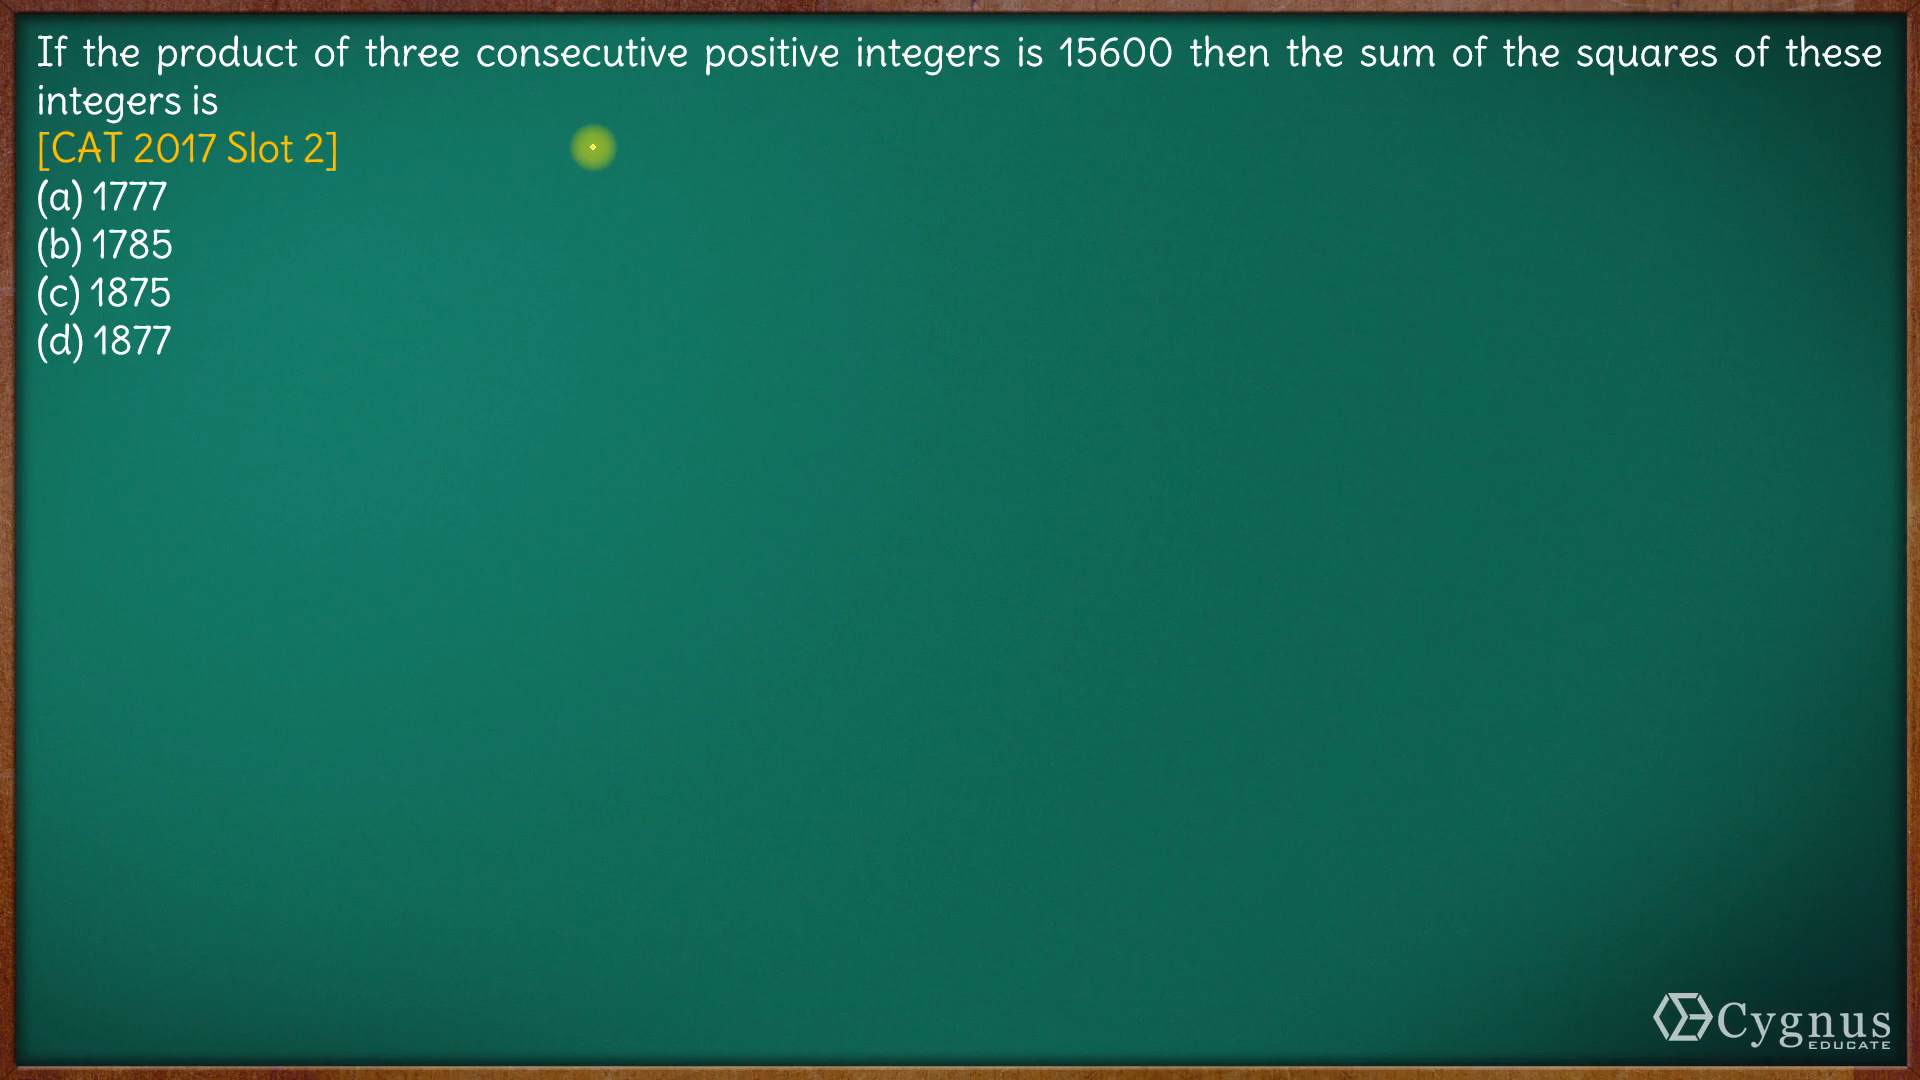 If the product of three consecutive positive integers is 15600 then the sum of the squares of these
integers is
[CAT 2017 Slot 2]
(a) 1777
(b) 1785
(c) 1875
(d) 1877
Cygnus
EDUCATE